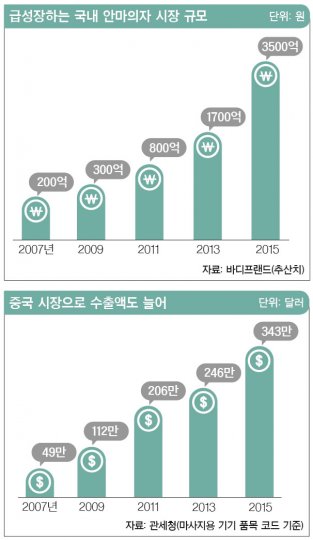 급성장하는 국내 안마의자 시장 규모 단위: 원
3500억
1700억
800억
300억
200억
₩ ₩ ₩ ₩ ₩
2007년 2009 2011 2013 2015
자료: 바디프랜드(추산치)
중국 시장으로 수출액도 늘어 단위: 달러
343만
246만
206만
112만
49만
$ $ $ $ $
2007년 2009 2011 2013 2015
자료: 관세청(마사지용 기기 품목 코드 기준)